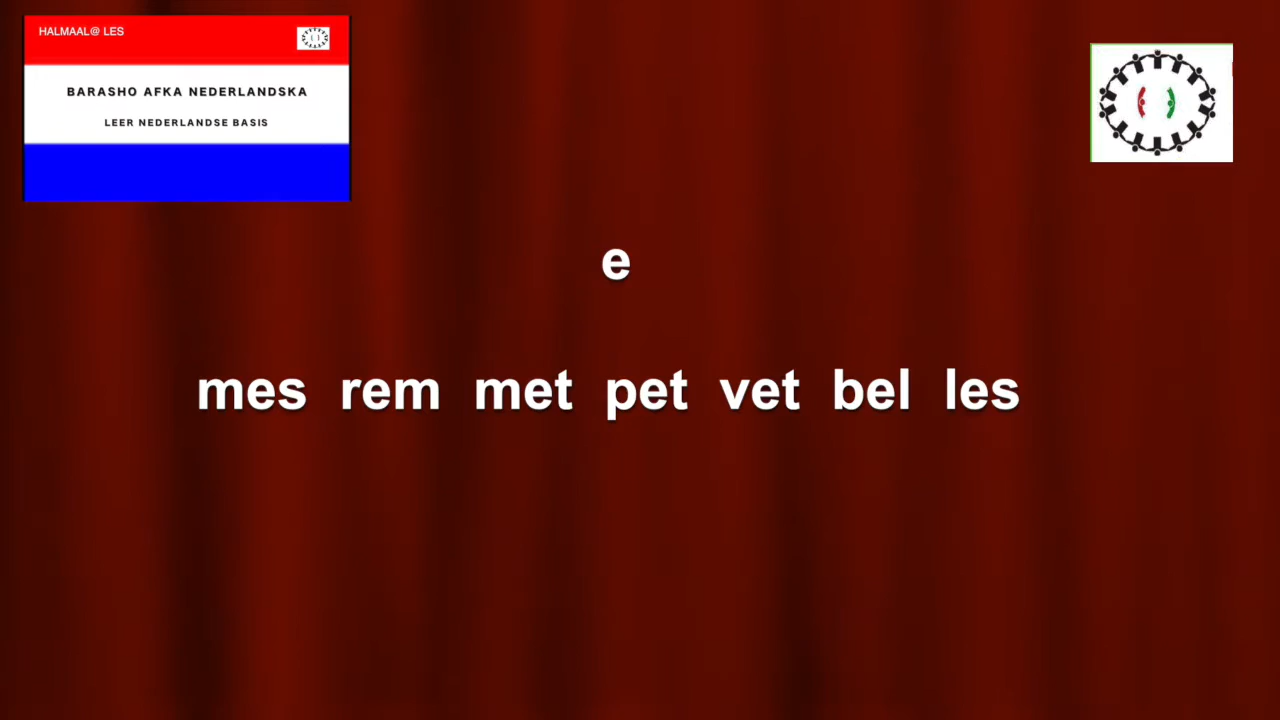 HALMAAL@ LES
BARASHO AFKA NEDERLANDSKA
LEER NEDERLANDSE BASIS
e
mes rem met pet vet bel les